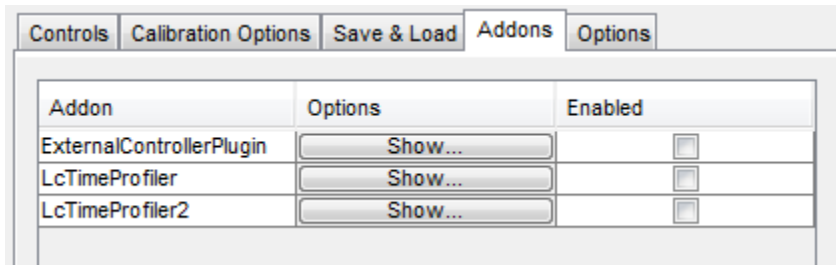 Controls Calibration Options Save & Load Addons Options
Addon Options Enabled
ExternalControllerPlugin Show...
LcTimeProfiler Show...
LcTimeProfiler2 Show...